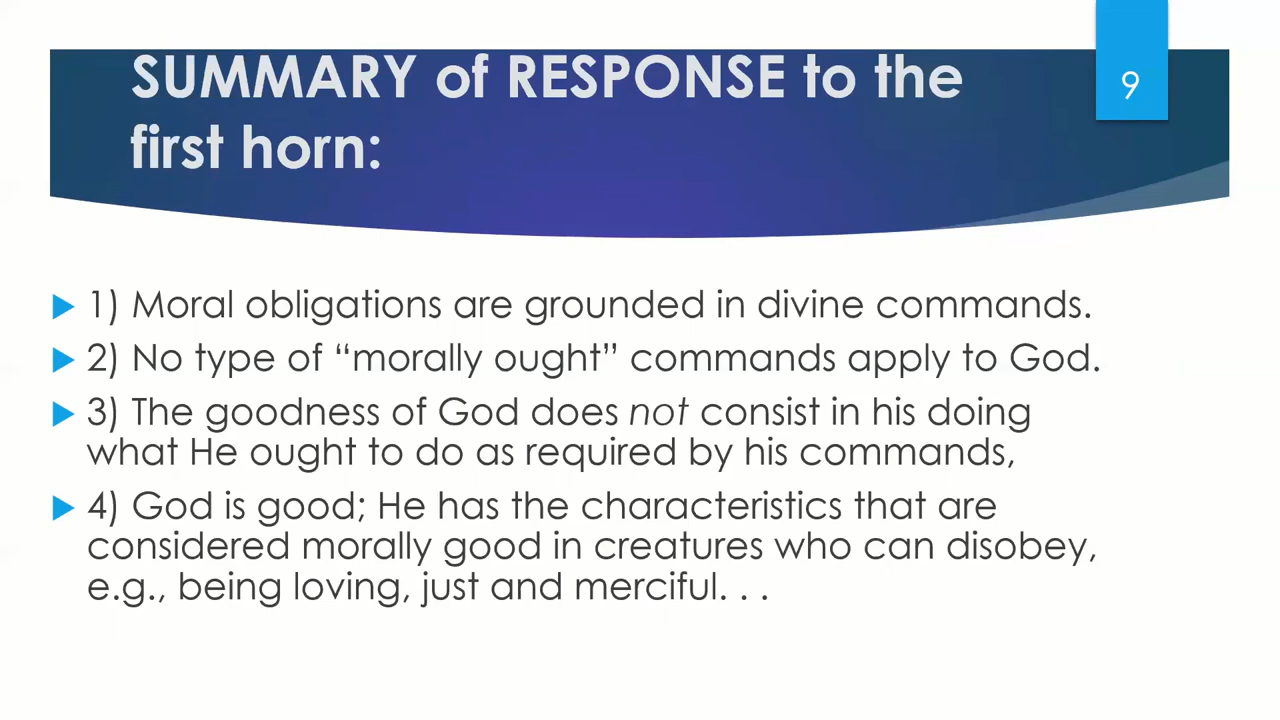 SUMMARY of RESPONSE to the
first horn:
9
1) Moral obligations are grounded in divine commands.
2) No type of “morally ought” commands apply to God.
3) The goodness of God does not consist in his doing
what He ought to do as required by his commands,
4) God is good; He has the characteristics that are
considered morally good in creatures who can disobey,
e.g., being loving, just and merciful. . .